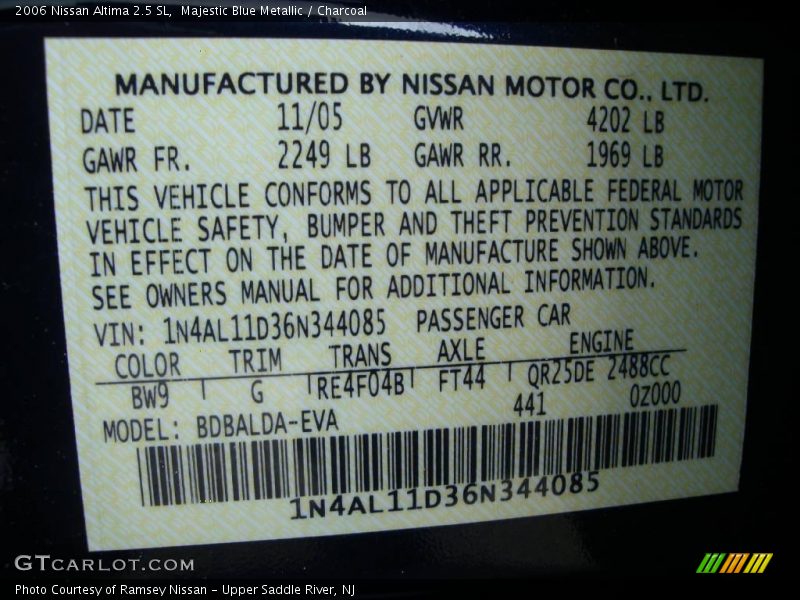 2006 Nissan Altima 2.5 SL,  Majestic Blue Metallic / Charcoal
MANUFACTURED BY NISSAN MOTOR CO., LTD.
DATE 11/05 GVWR 4202 LB
GAWR FR. 2249 LB GAWR RR. 1969 LB
THIS VEHICLE CONFORMS TO ALL APPLICABLE FEDERAL MOTOR
VEHICLE SAFETY, BUMPER AND THEFT PREVENTION STANDARDS
IN EFFECT ON THE DATE OF MANUFACTURE SHOWN ABOVE.
SEE OWNERS MANUAL FOR ADDITIONAL INFORMATION.
VIN: 1N4AL11D36N344085 PASSENGER CAR
COLOR TRIM TRANS AXLE ENGINE
BW9 G RE4F04B FT44 QR25DE 2488CC
441 0Z000
MODEL: BDBALDA-EVA
1N4AL11D36N344085
GTCARLOT.COM
Photo Courtesy of Ramsey Nissan - Upper Saddle River, NJ